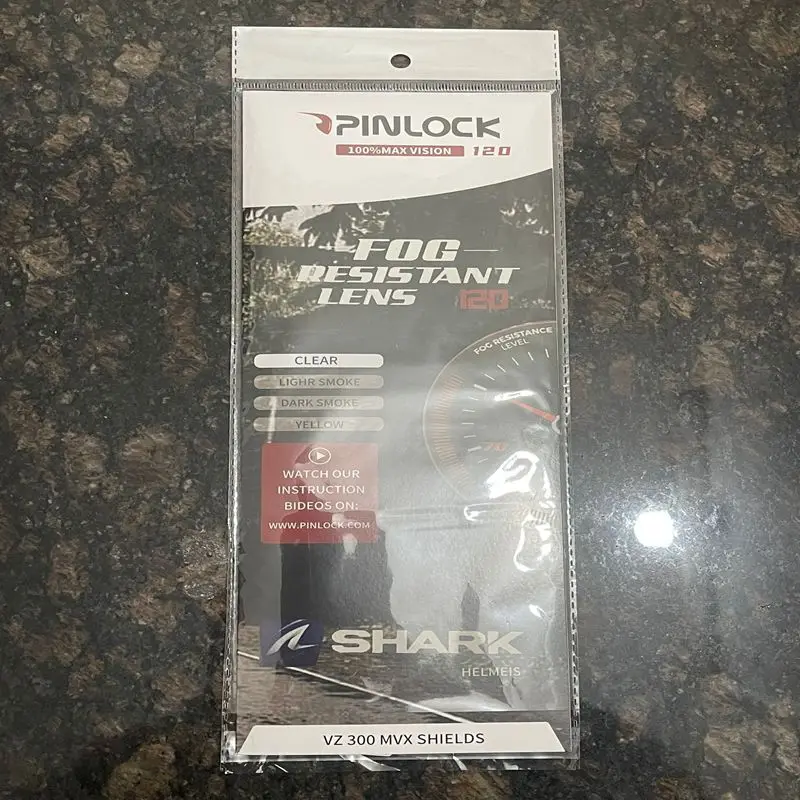 PINLOCK
100%MAX VISION 120
FOG
RESISTANT
LENS 120
FOG RESISTANCE
LEVEL
CLEAR
LIGHR SMOKE
DARK SMOKE
YELLOW
WATCH OUR
INSTRUCTION
BIDEOS ON:
WWW.PINLOCK.COM
SHARK
HELMEIS
VZ 300 MVX SHIELDS